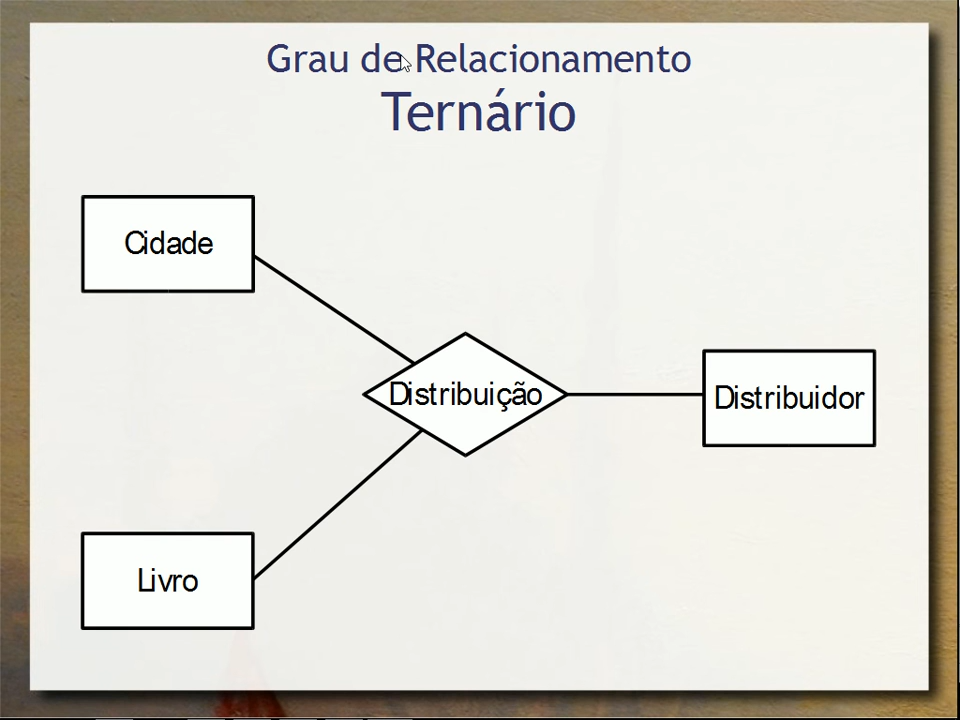 Grau de Relacionamento
Ternário
Cidade
Distribuição
Distribuidor
Livro